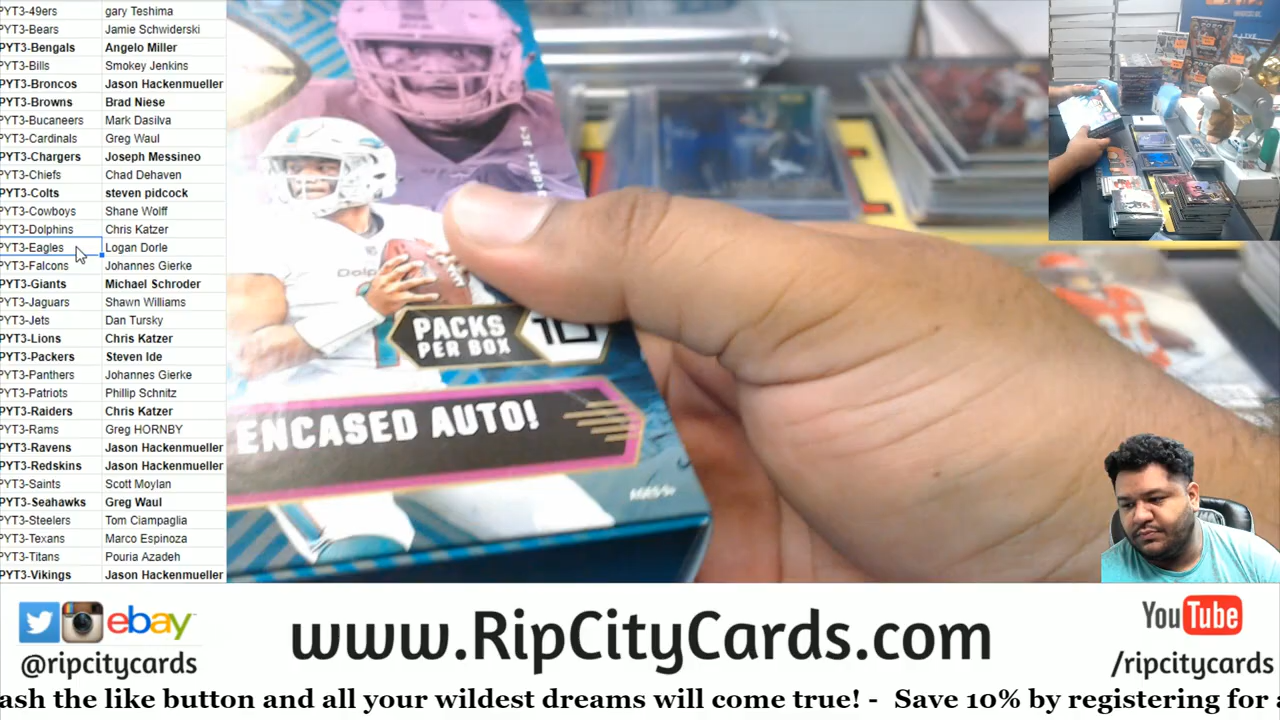 PYT3-49ers gary Teshima
PYT3-Bears Jamie Schwiderski
PYT3-Bengals Angelo Miller
PYT3-Bills Smokey Jenkins
PYT3-Broncos Jason Hackenmueller
PYT3-Browns Brad Niese
PYT3-Bucaneers Mark Dasilva
PYT3-Cardinals Greg Waul
PYT3-Chargers Joseph Messineo
PYT3-Chiefs Chad Dehaven
PYT3-Colts steven pidcock
PYT3-Cowboys Shane Wolff
PYT3-Dolphins Chris Katzer
PYT3-Eagles Logan Dorle
PYT3-Falcons Johannes Gierke
PYT3-Giants Michael Schroder
PYT3-Jaguars Shawn Williams
PYT3-Jets Dan Tursky
PYT3-Lions Chris Katzer
PYT3-Packers Steven Ide
PYT3-Panthers Johannes Gierke
PYT3-Patriots Phillip Schnitz
PYT3-Raiders Chris Katzer
PYT3-Rams Greg HORNBY
PYT3-Ravens Jason Hackenmueller
PYT3-Redskins Jason Hackenmueller
PYT3-Saints Scott Moylan
PYT3-Seahawks Greg Waul
PYT3-Steelers Tom Ciampaglia
PYT3-Texans Marco Espinoza
PYT3-Titans Pouria Azadeh
PYT3-Vikings Jason Hackenmueller
PACKS 10
PER BOX
ENCASED AUTO!
AGES 9+
ebay
@ripcitycards
www.RipCityCards.com
YouTube
/ripcitycards
ash the like button and all your wildest dreams will come true! - Save 10% by registering for a